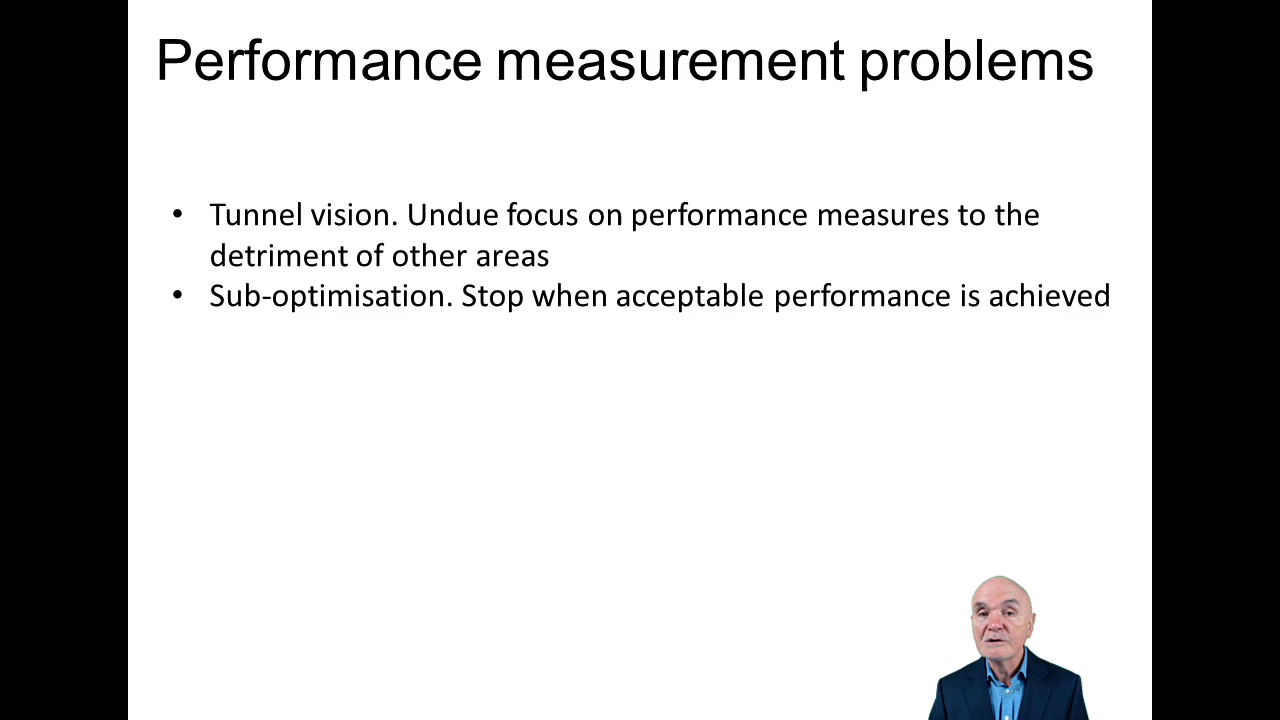 Performance measurement problems
• Tunnel vision. Undue focus on performance measures to the
detriment of other areas
• Sub-optimisation. Stop when acceptable performance is achieved